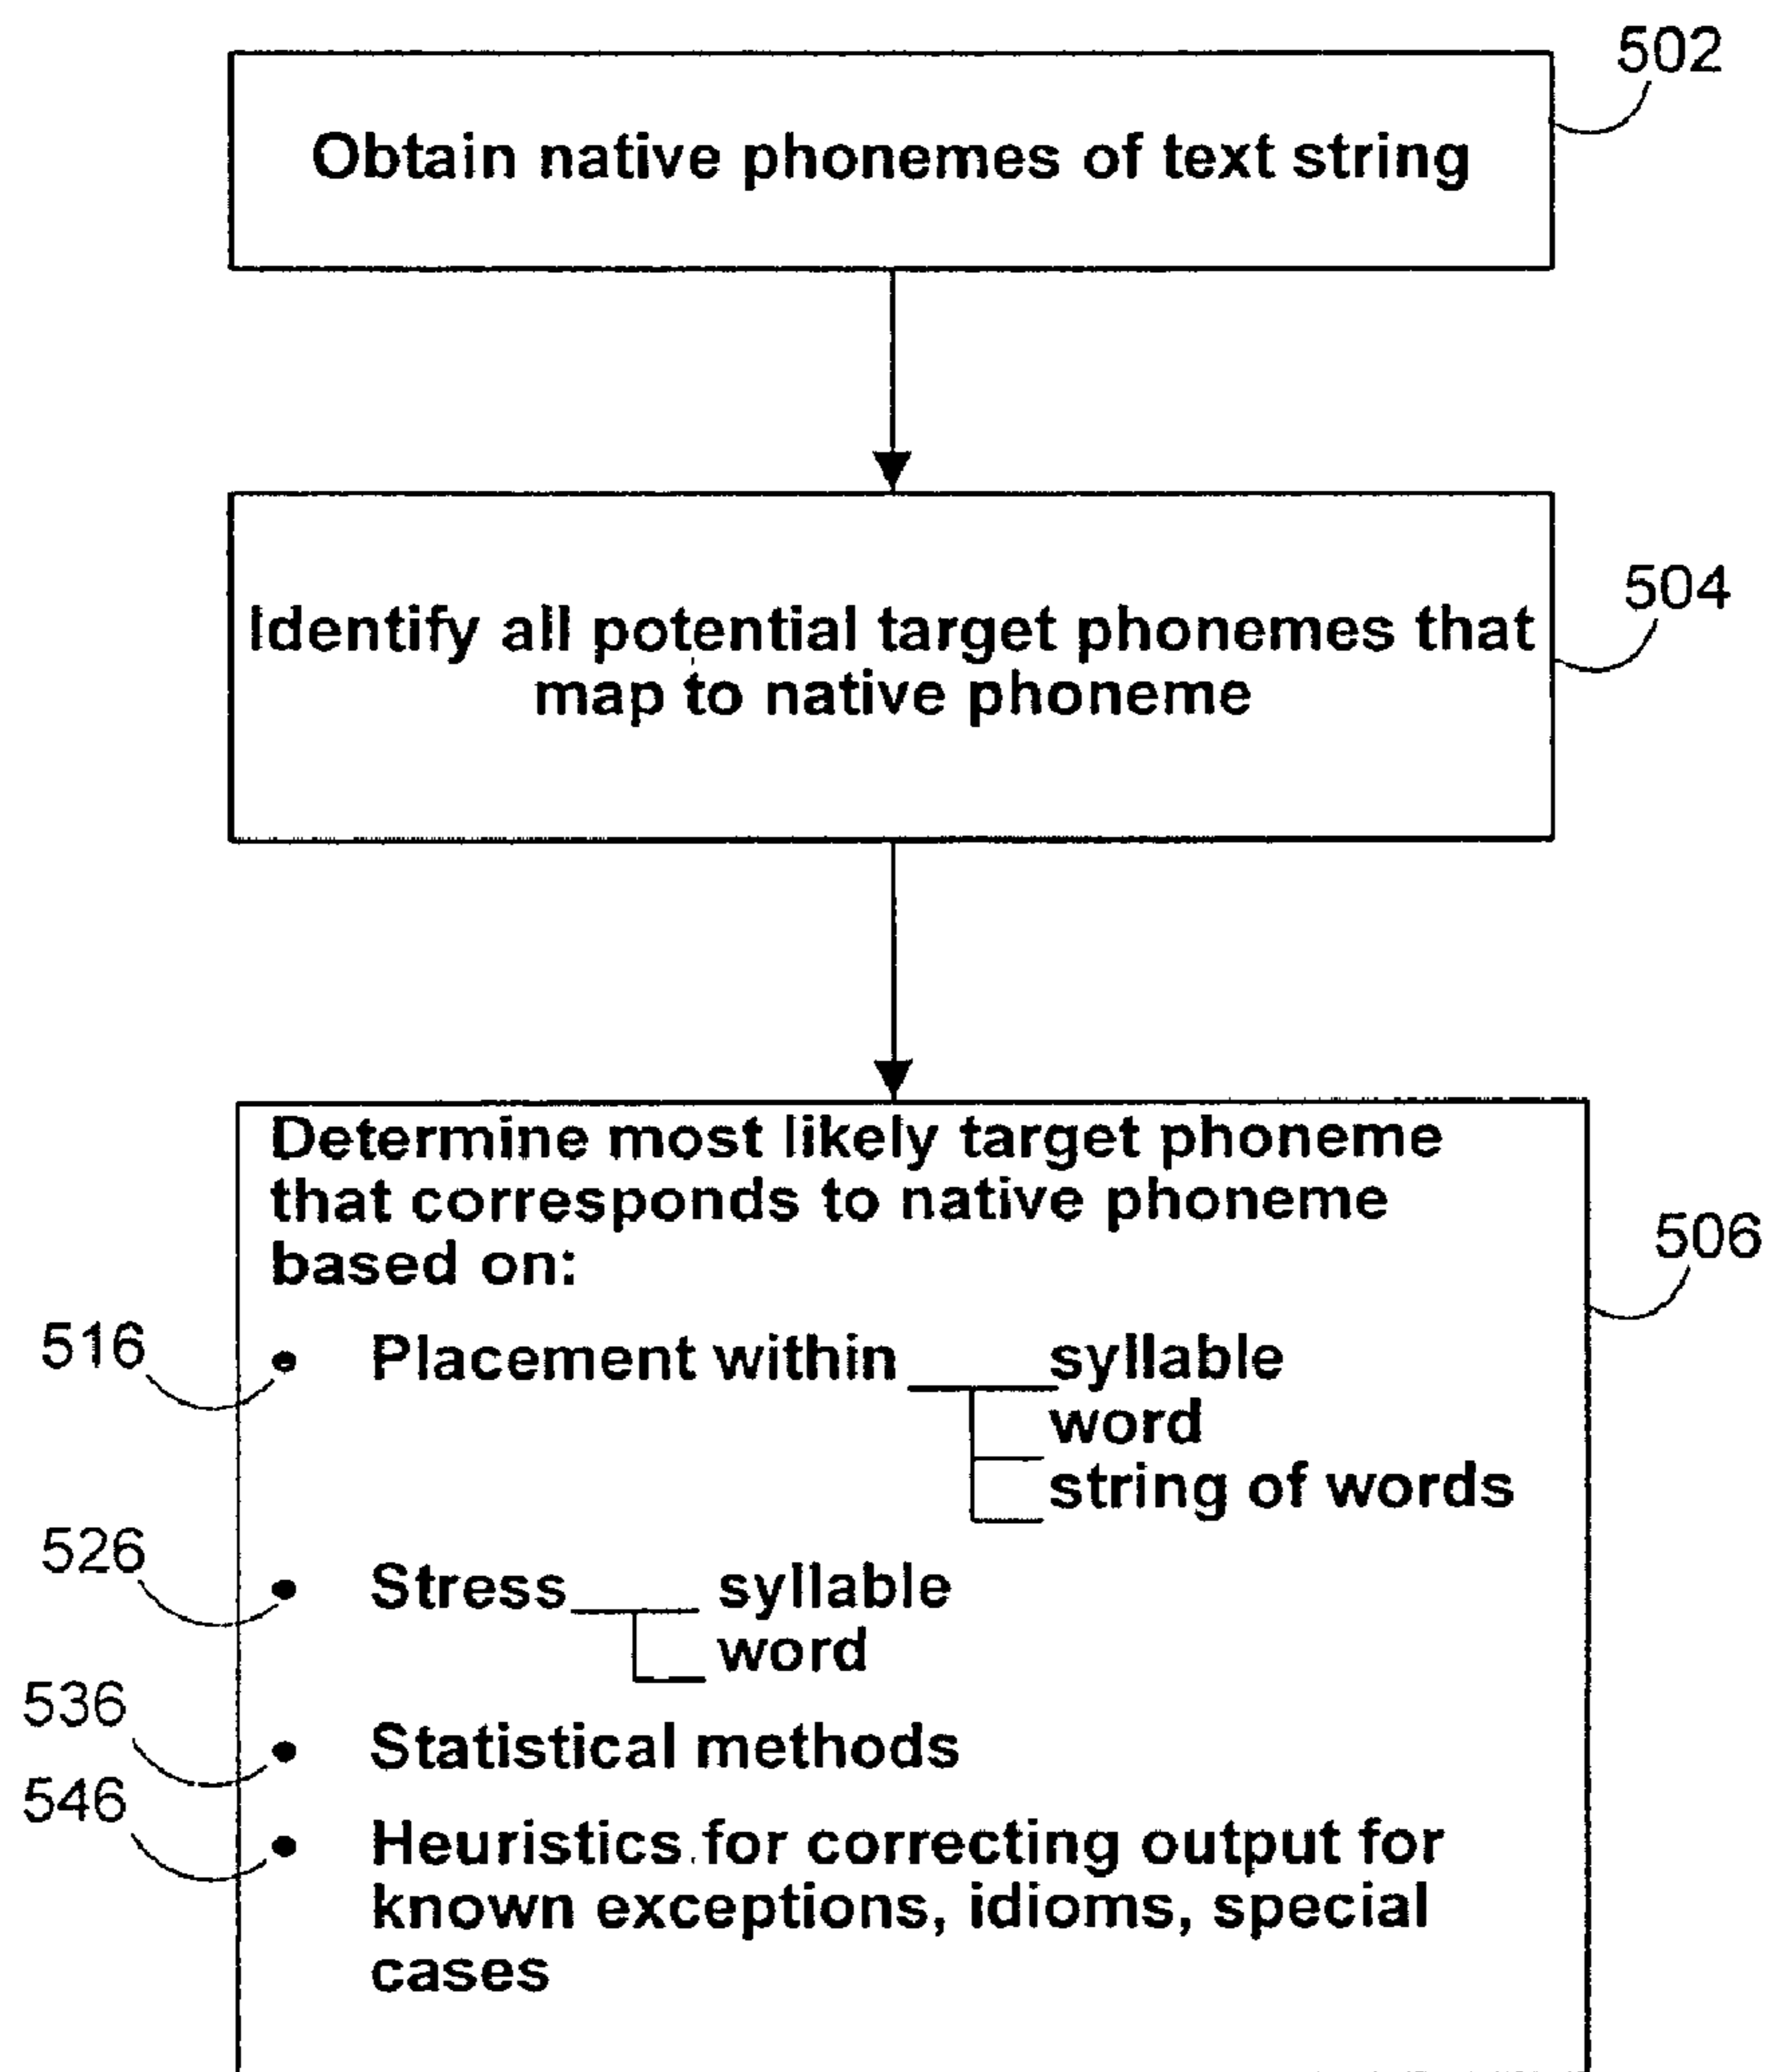 502
Obtain native phonemes of text string
504
Identify all potential target phonemes that
map to native phoneme
506
Determine most likely target phoneme
that corresponds to native phoneme
based on:
516
• Placement within syllable
word
string of words
526
• Stress syllable
word
536
• Statistical methods
546
• Heuristics for correcting output for
known exceptions, idioms, special
cases